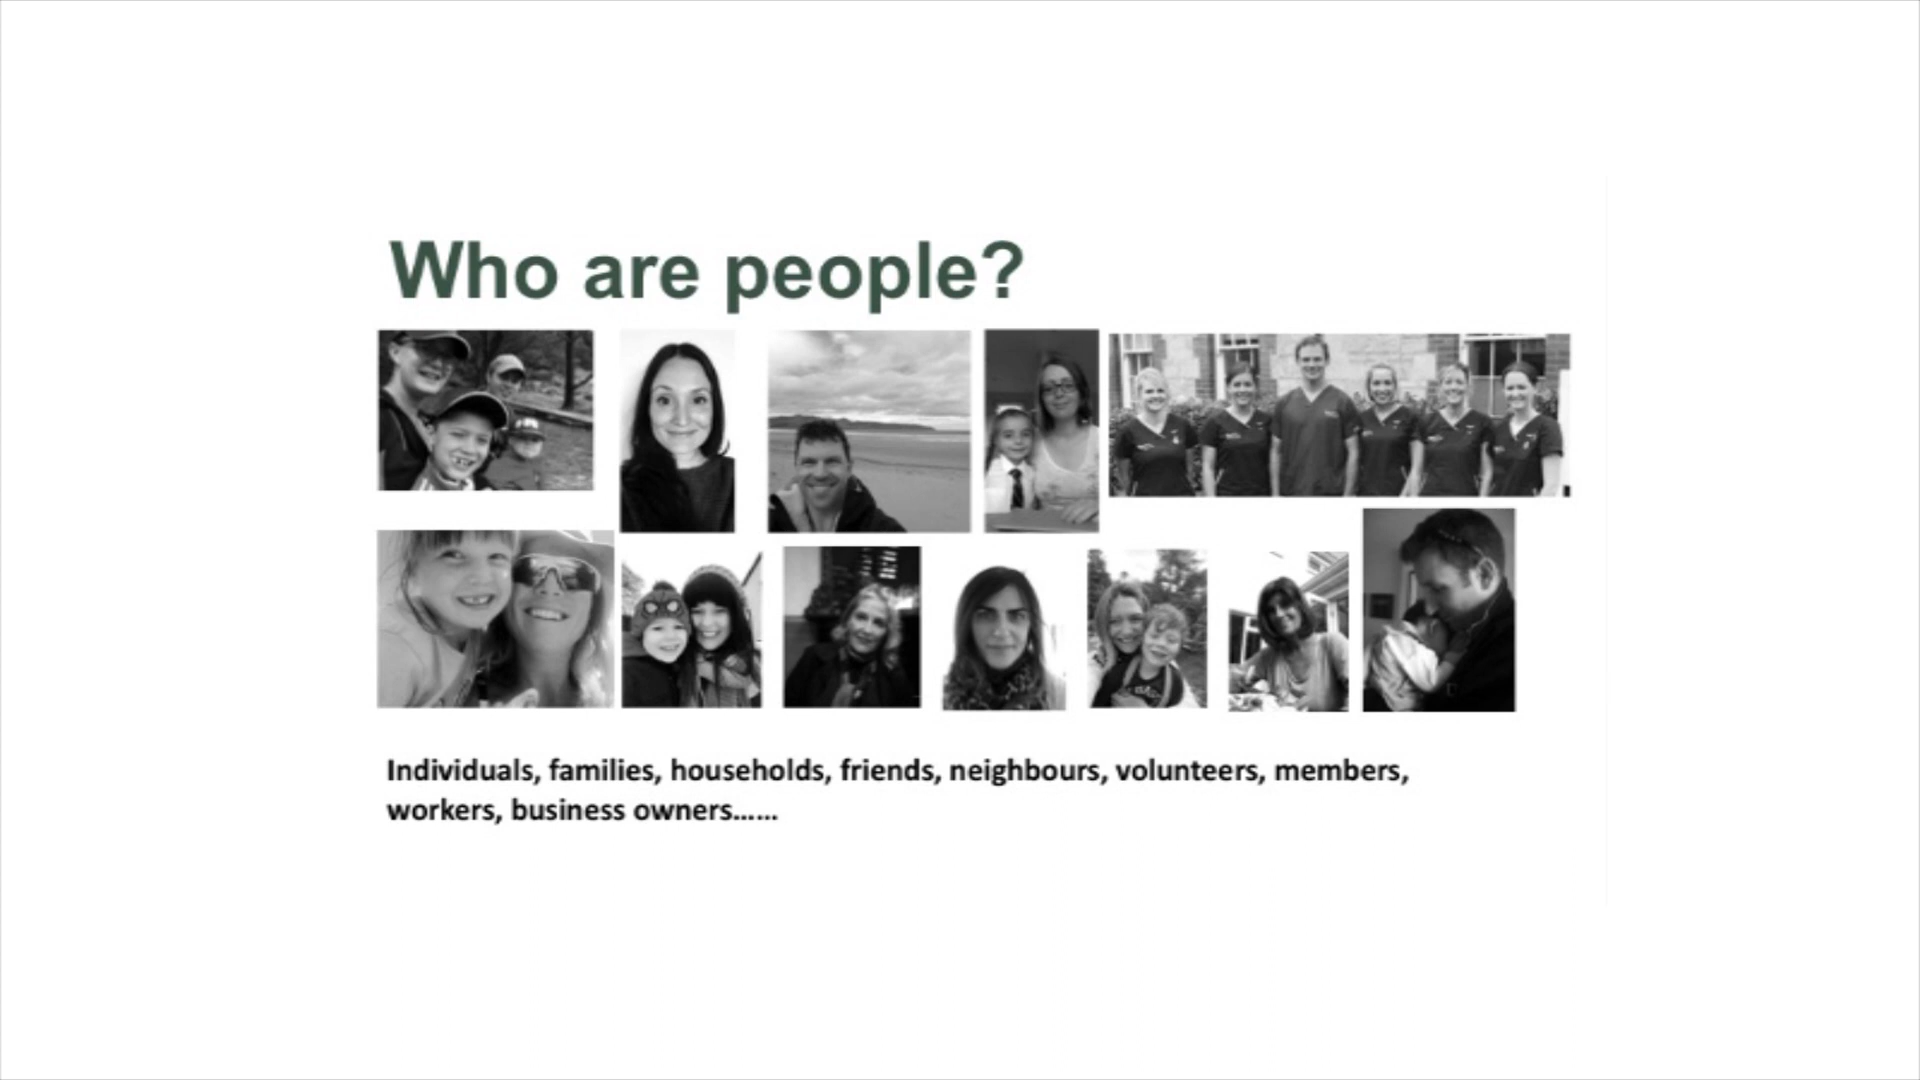 Who are people?
Individuals, families, households, friends, neighbours, volunteers, members,
workers, business owners......